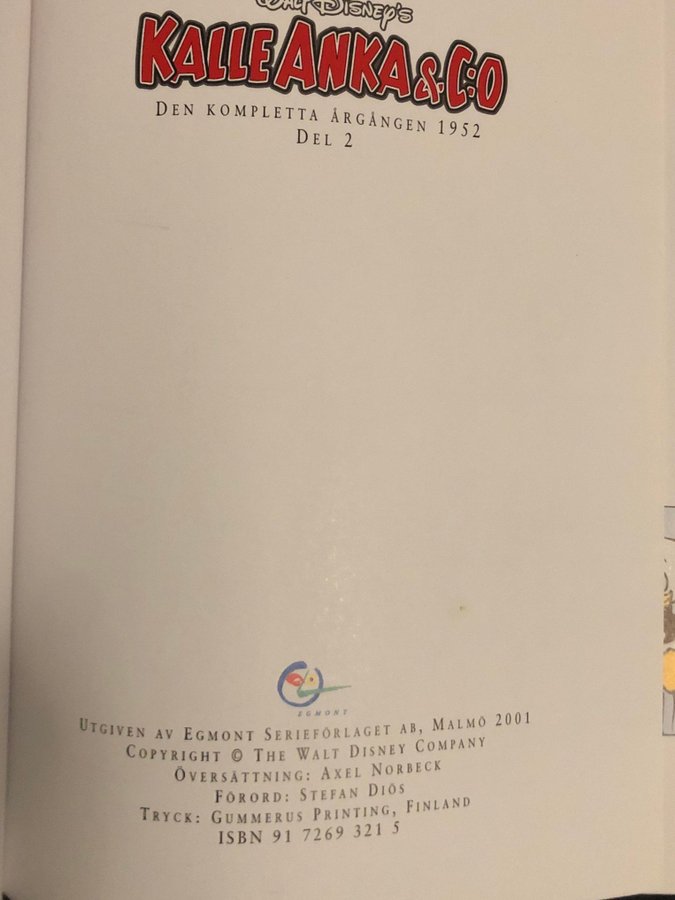 WALT DISNEY'S
KALLE ANKA & C:O
DEN KOMPLETTA ÅRGÅNGEN 1952
DEL 2
EGMONT
UTGIVEN AV EGMONT SERIEFÖRLAGET AB, MALMÖ 2001
COPYRIGHT © THE WALT DISNEY COMPANY
ÖVERSÄTTNING: AXEL NORBECK
FÖRORD: STEFAN DIÖS
TRYCK: GUMMERUS PRINTING, FINLAND
ISBN 91 7269 321 5